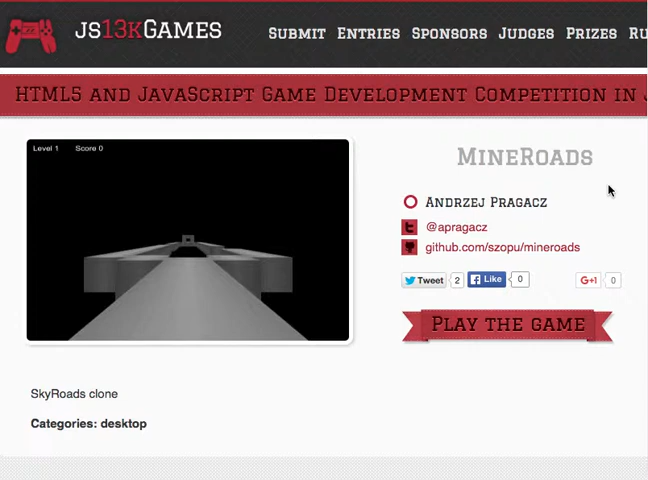 JS13KGAMES
SUBMIT ENTRIES SPONSORS JUDGES PRIZES RU
HTML5 AND JAVASCRIPT GAME DEVELOPMENT COMPETITION IN
Level 1 Score 0
MINEROADS
ANDRZEJ PRAGACZ
@apragacz
github.com/szopu/mineroads
Tweet 2 Like 0 G+1 0
PLAY THE GAME
SkyRoads clone
Categories: desktop